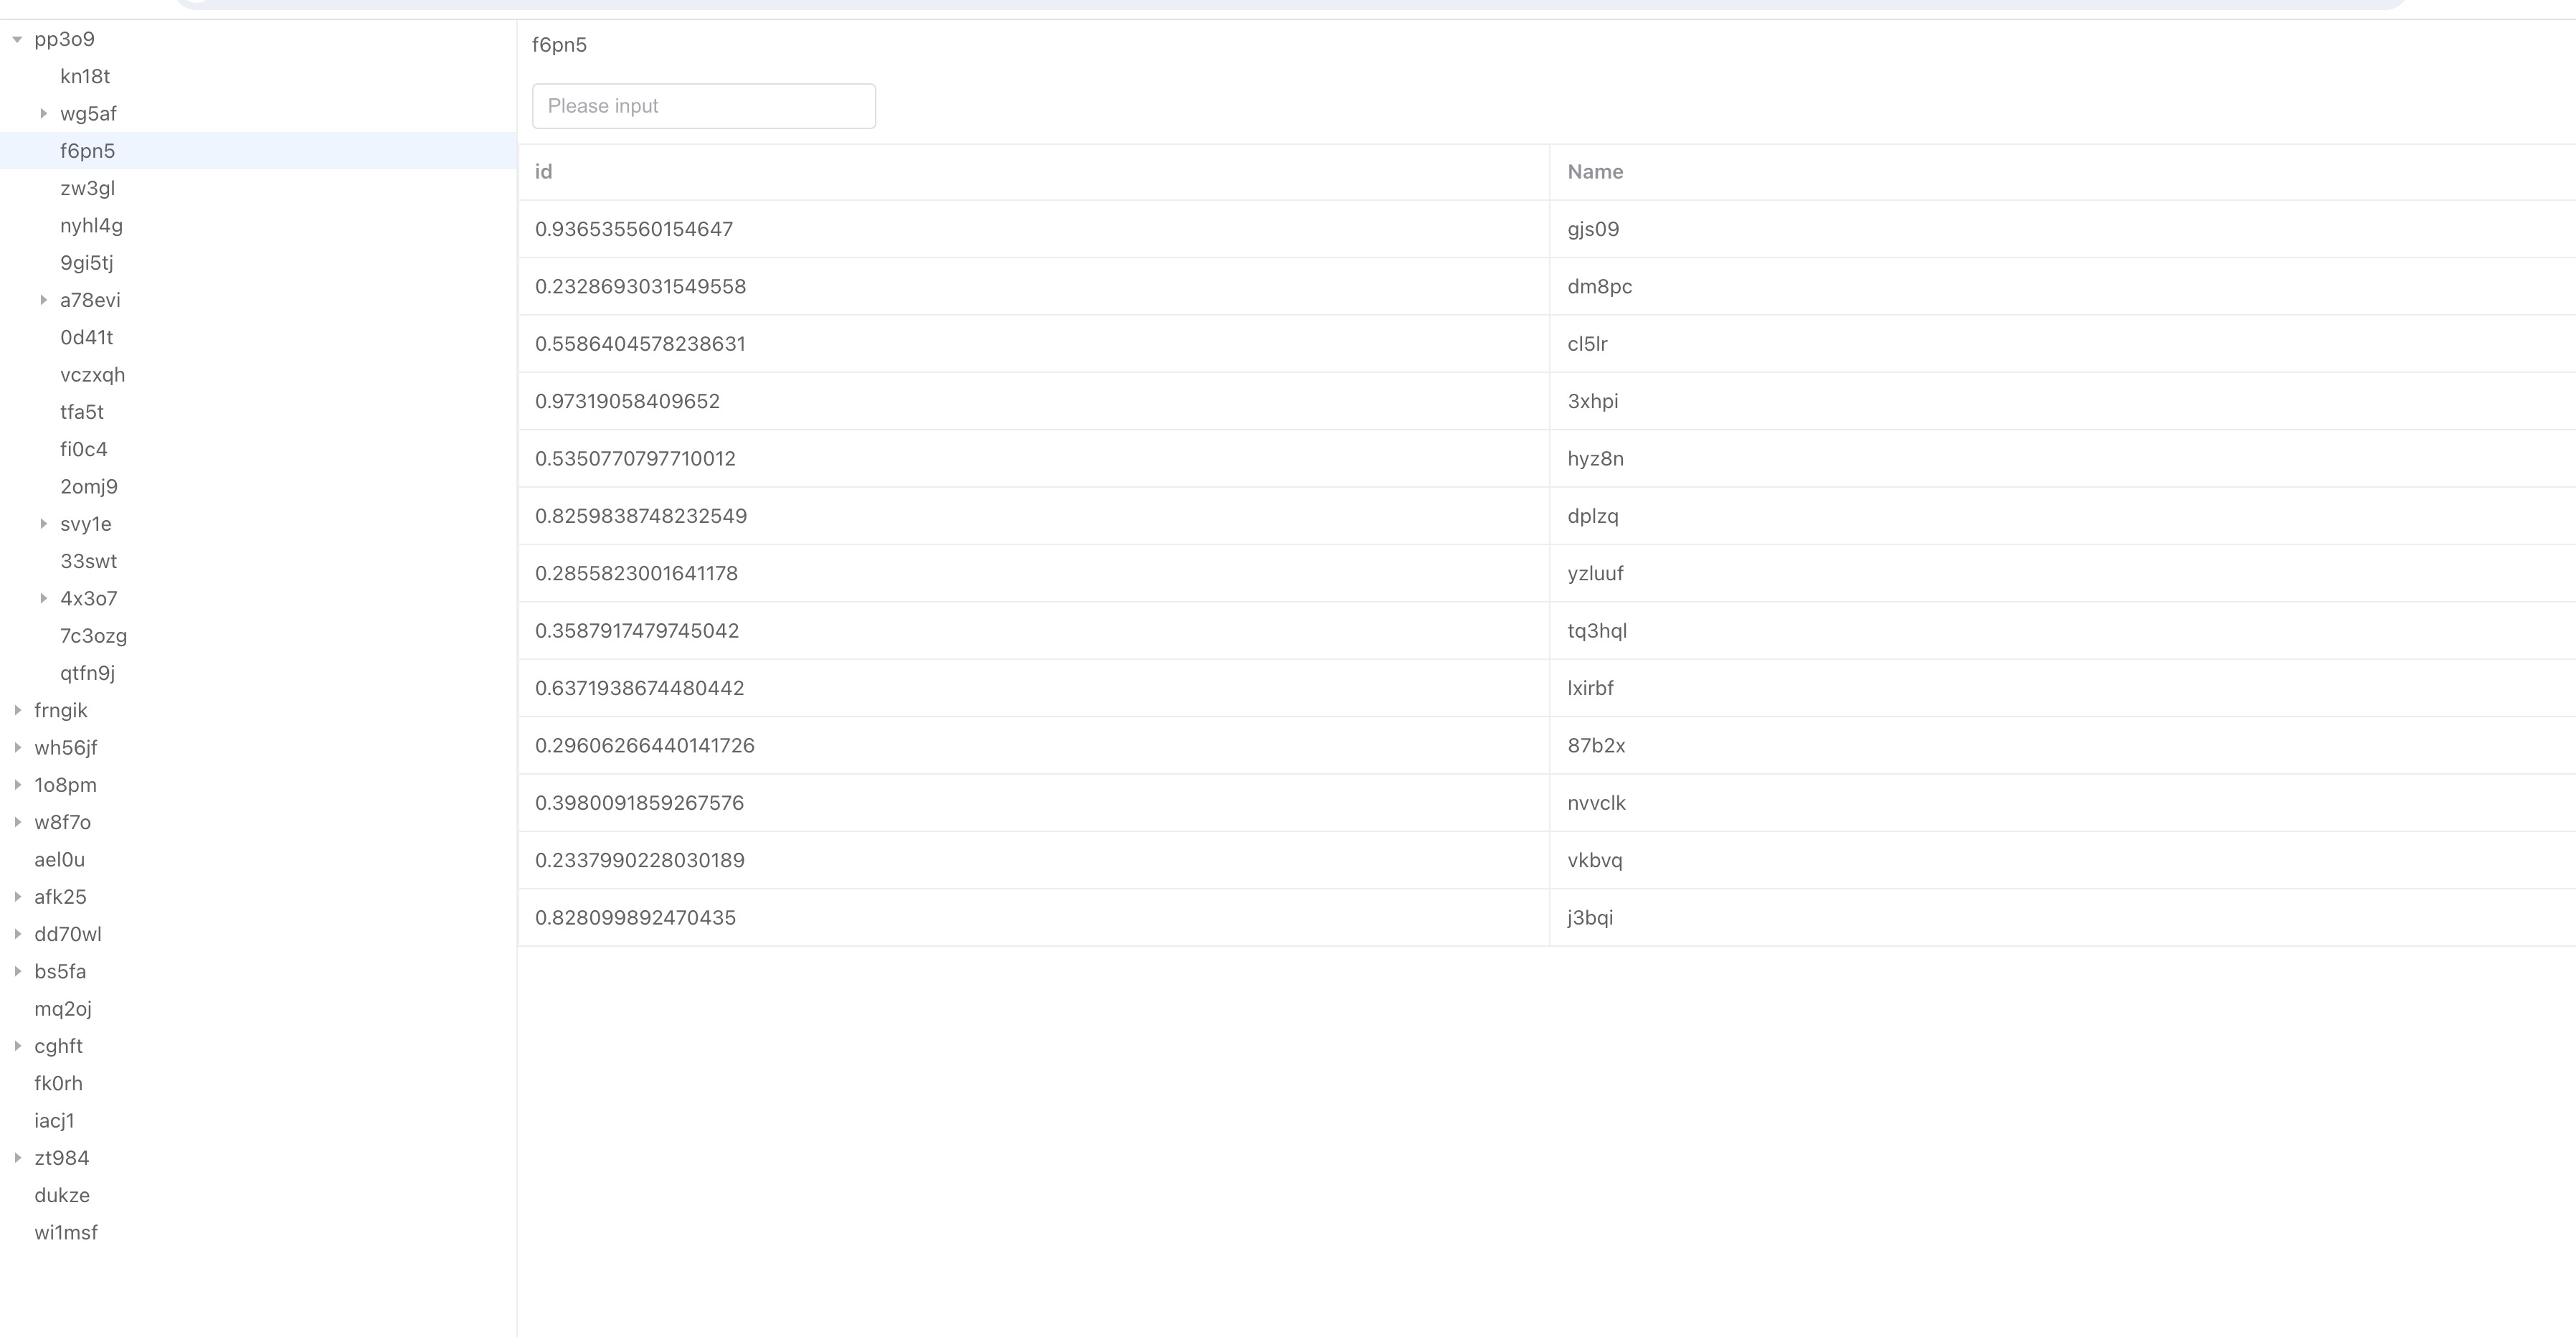 pp3o9
kn18t
wg5af
f6pn5
zw3gl
nyhl4g
9gi5tj
a78evi
0d41t
vczxqh
tfa5t
fi0c4
2omj9
svy1e
33swt
4x3o7
7c3ozg
qtfn9j
frngik
wh56jf
1o8pm
w8f7o
ael0u
afk25
dd70wl
bs5fa
mq2oj
cghft
fk0rh
iacj1
zt984
dukze
wi1msf
f6pn5
Please input
id Name
0.936535560154647 gjs09
0.2328693031549558 dm8pc
0.5586404578238631 cl5lr
0.97319058409652 3xhpi
0.5350770797710012 hyz8n
0.8259838748232549 dplzq
0.2855823001641178 yzluuf
0.3587917479745042 tq3hql
0.6371938674480442 lxirbf
0.29606266440141726 87b2x
0.3980091859267576 nvvclk
0.2337990228030189 vkbvq
0.828099892470435 j3bqi